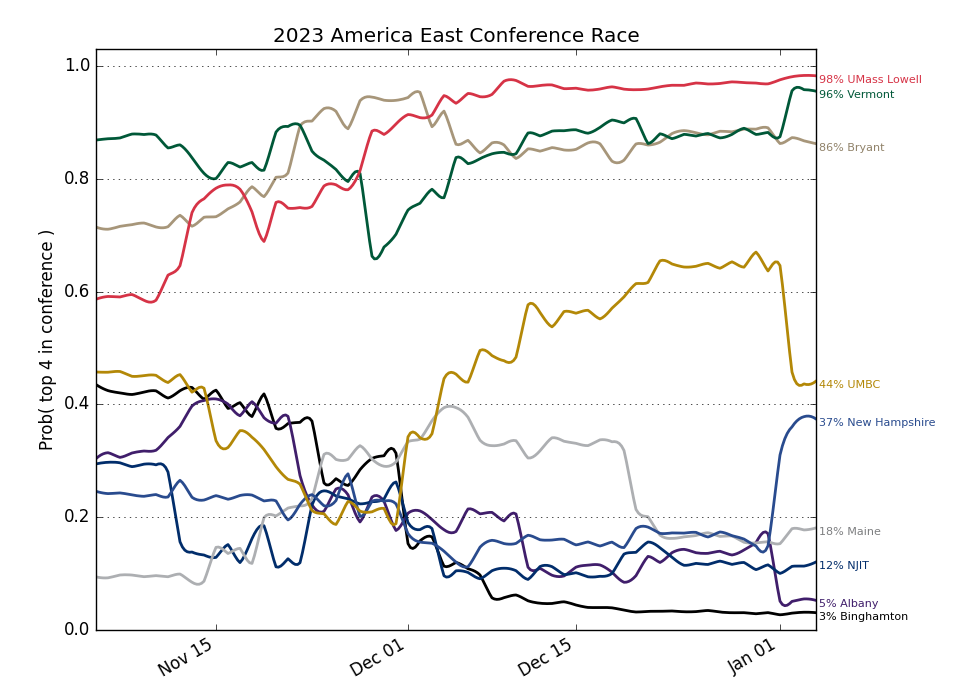 2023 America East Conference Race
Prob( top 4 in conference )
1.0
0.8
0.6
0.4
0.2
0.0
Nov 15
Dec 01
Dec 15
Jan 01
98% UMass Lowell
96% Vermont
86% Bryant
44% UMBC
37% New Hampshire
18% Maine
12% NJIT
5% Albany
3% Binghamton